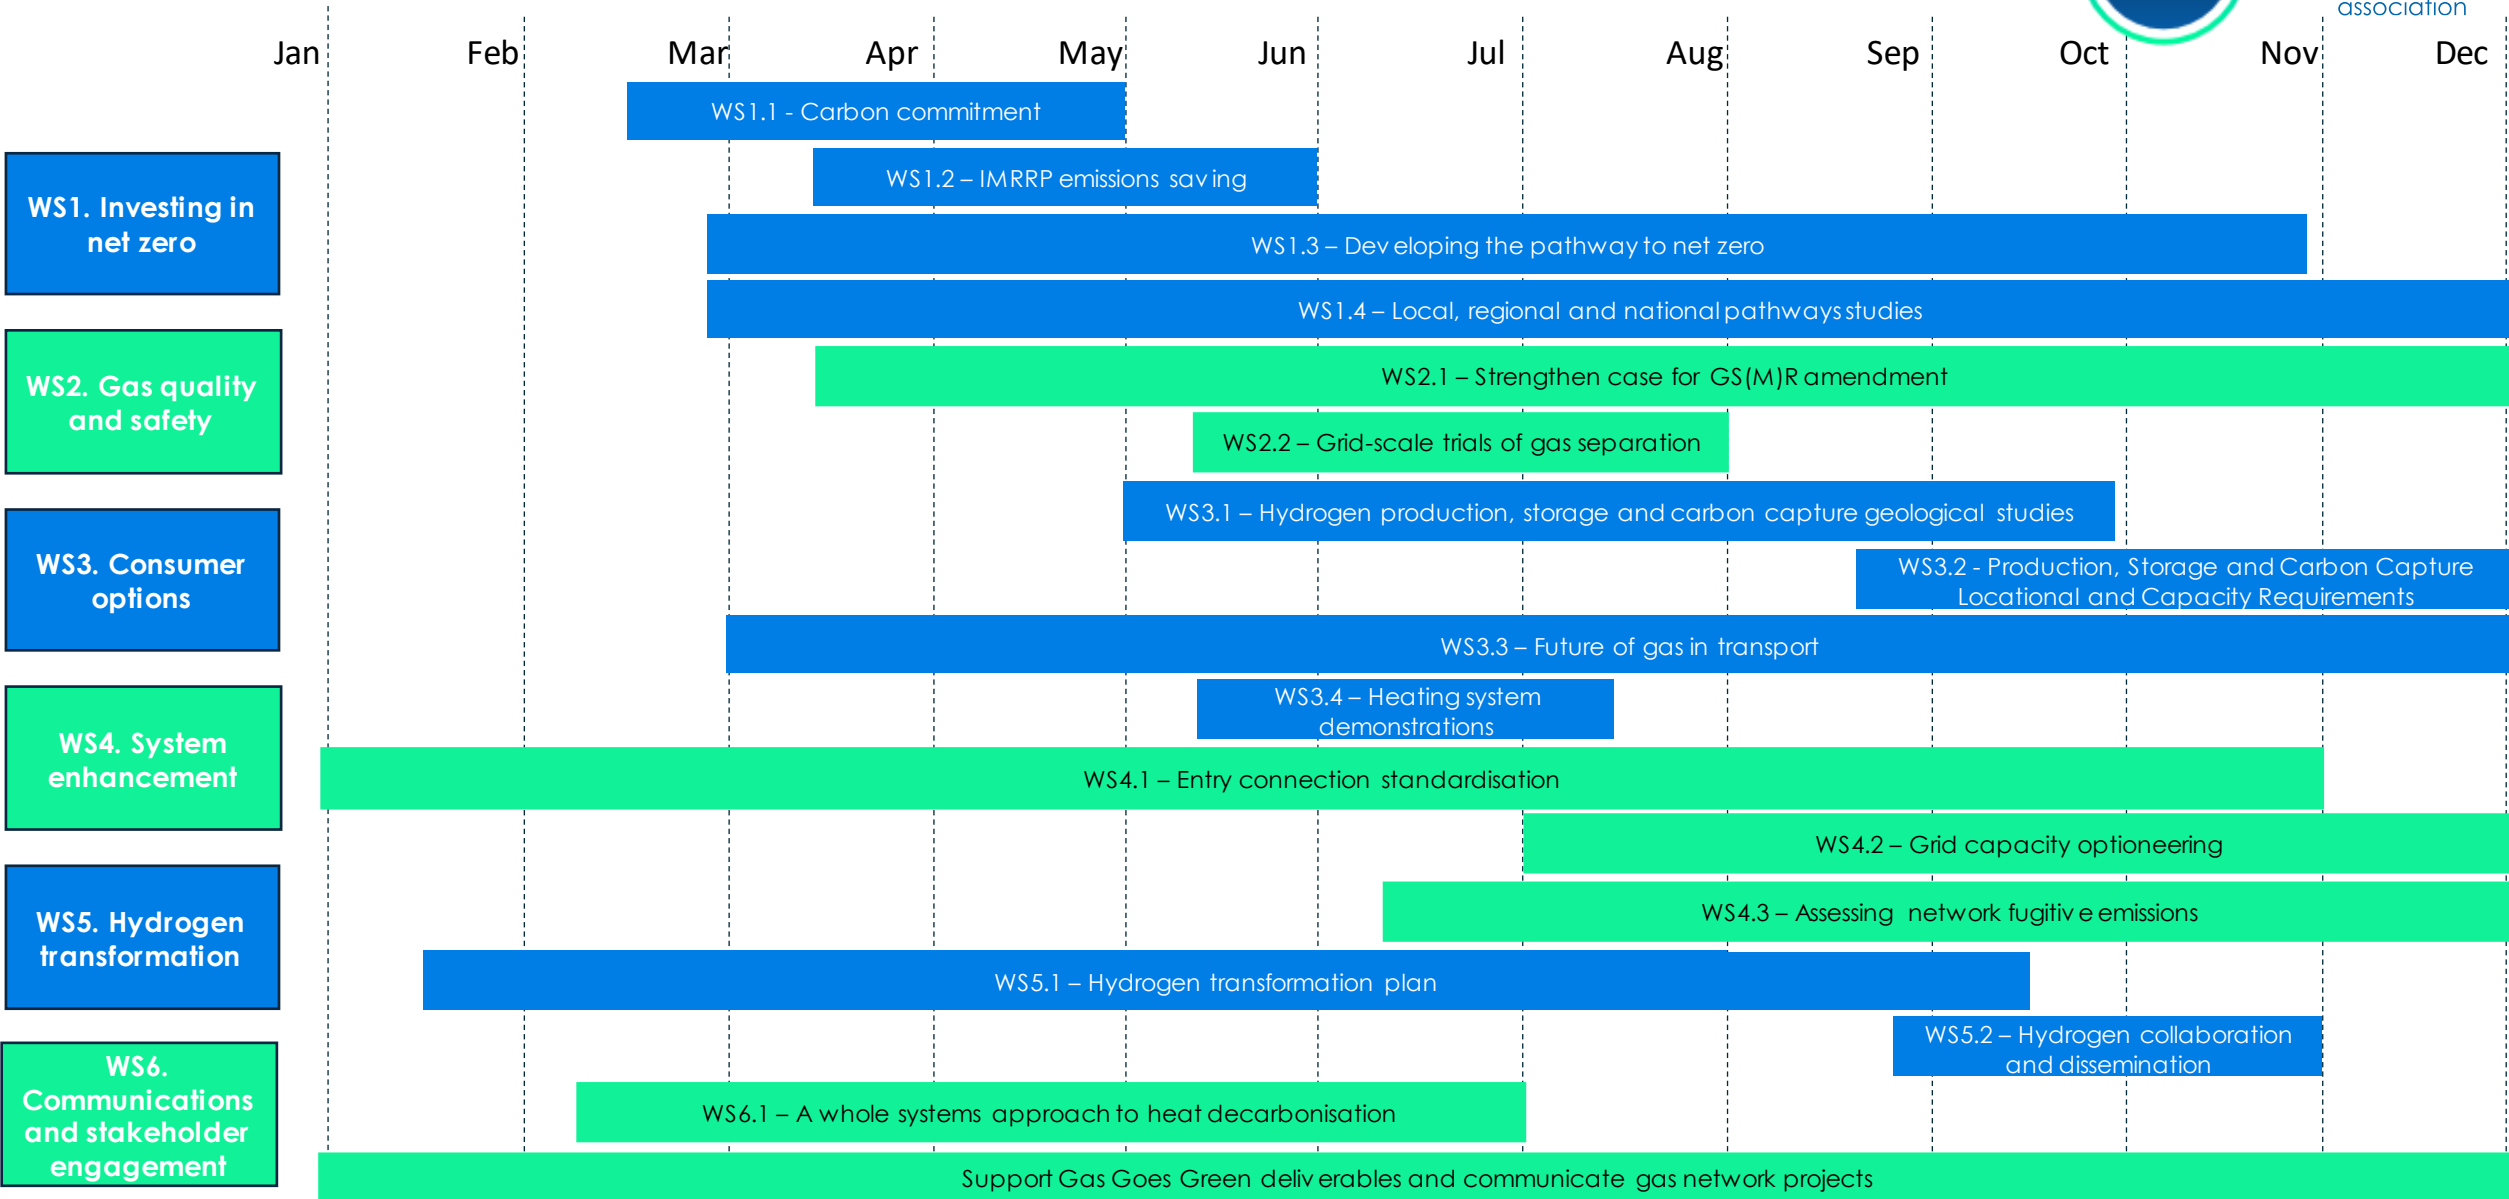 association
Jan Feb Mar Apr May Jun Jul Aug Sep Oct Nov Dec
WS1.1 - Carbon commitment
WS1.2 – IMRRP emissions saving
WS1. Investing in
net zero
WS1.3 – Developing the pathway to net zero
WS1.4 – Local, regional and national pathways studies
WS2. Gas quality
and safety
WS2.1 – Strengthen case for GS(M)R amendment
WS2.2 – Grid-scale trials of gas separation
WS3.1 – Hydrogen production, storage and carbon capture geological studies
WS3. Consumer
options
WS3.2 - Production, Storage and Carbon Capture
Locational and Capacity Requirements
WS3.3 – Future of gas in transport
WS3.4 – Heating system
demonstrations
WS4. System
enhancement
WS4.1 – Entry connection standardisation
WS4.2 – Grid capacity optioneering
WS4.3 – Assessing network fugitive emissions
WS5. Hydrogen
transformation
WS5.1 – Hydrogen transformation plan
WS5.2 – Hydrogen collaboration
and dissemination
WS6.
Communications
and stakeholder
engagement
WS6.1 – A whole systems approach to heat decarbonisation
Support Gas Goes Green deliverables and communicate gas network projects